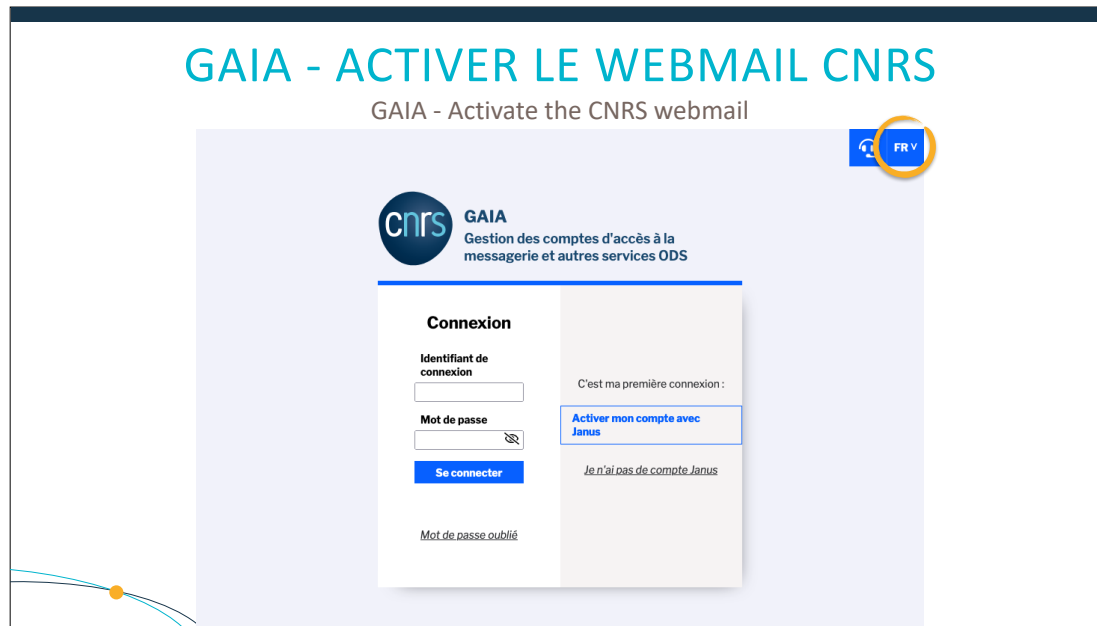 GAIA - ACTIVER LE WEBMAIL CNRS
GAIA - Activate the CNRS webmail
FR
cnrs
GAIA
Gestion des comptes d'accès à la
messagerie et autres services ODS
Connexion
Identifiant de
connexion
Mot de passe
Se connecter
Mot de passe oublié
C'est ma première connexion :
Activer mon compte avec
Janus
Je n'ai pas de compte Janus